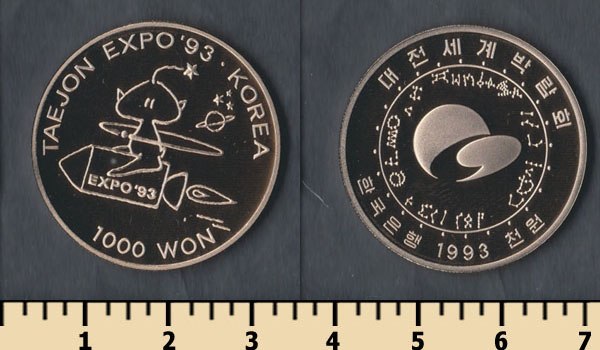 TAEJON EXPO '93 · KOREA
EXPO '93
1000 WON
대전세계박람회
한국은행 1993 천원
1 2 3 4 5 6 7